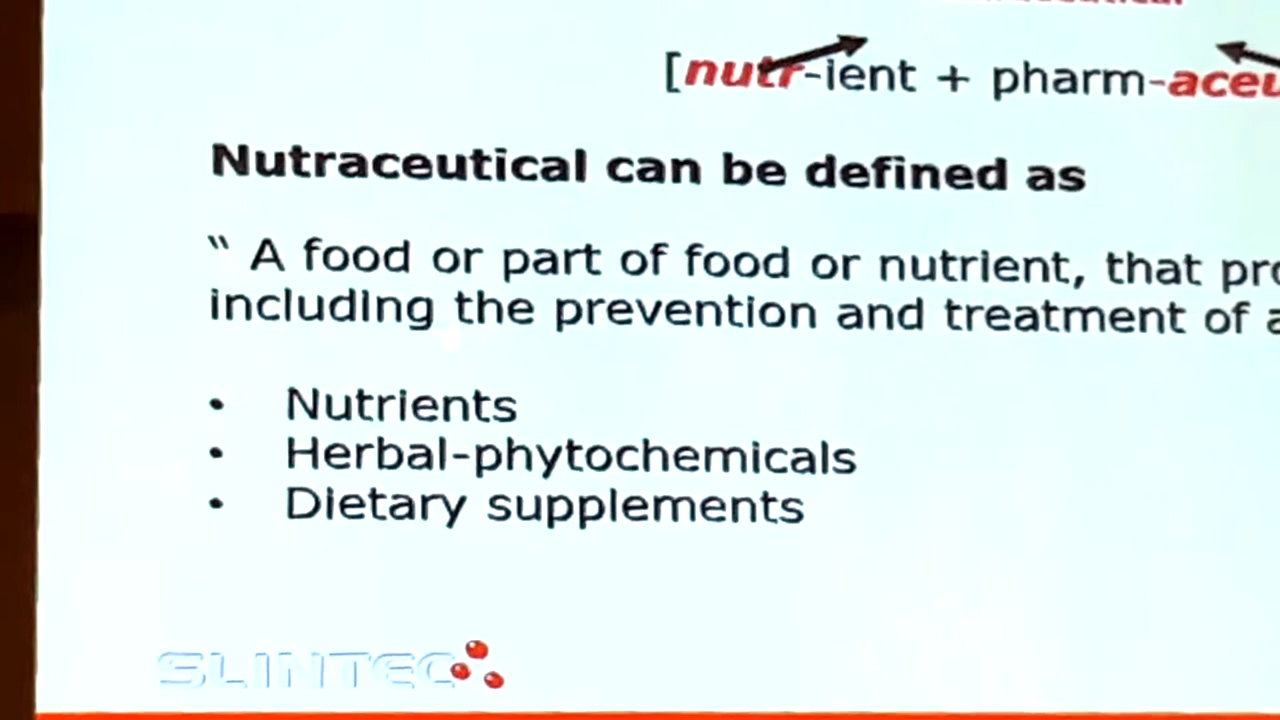 [nutr-ient + pharm-aceu
Nutraceutical can be defined as
“ A food or part of food or nutrient, that pro
including the prevention and treatment of a
• Nutrients
• Herbal-phytochemicals
• Dietary supplements
SLINTEC